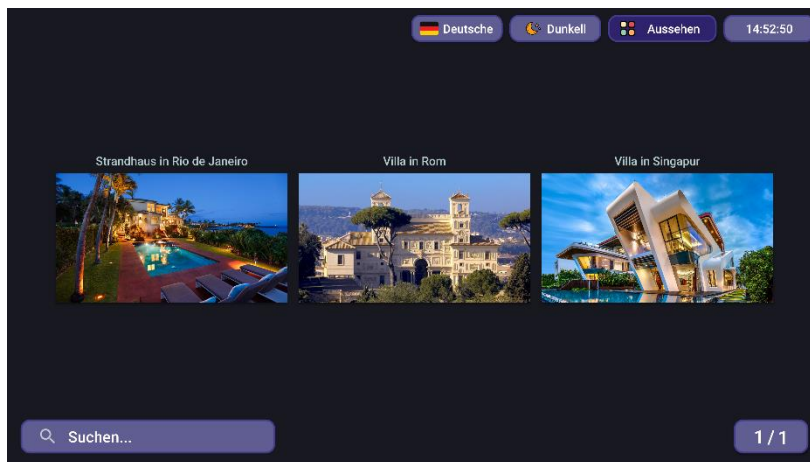 Deutsche
Dunkell
Aussehen
14:52:50
Strandhaus in Rio de Janeiro
Villa in Rom
Villa in Singapur
Suchen...
1/1